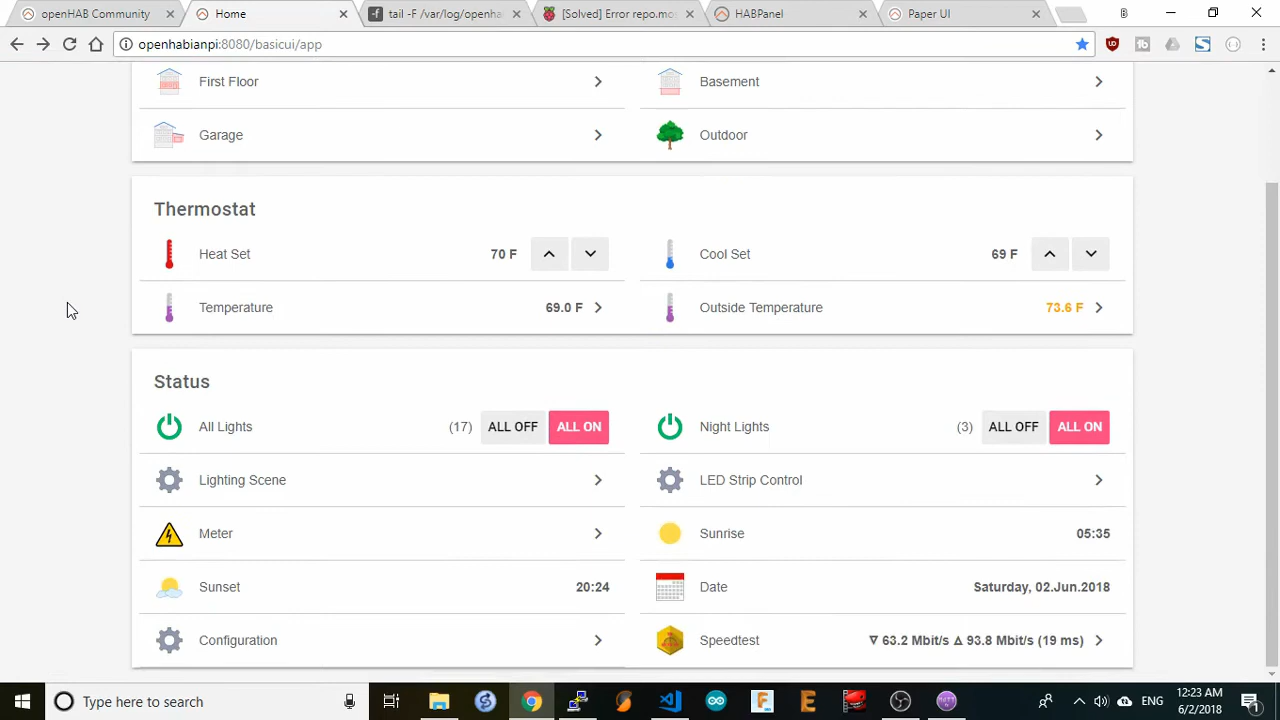 openHAB Community
Home
tail -F /var/log/openha
[Solved] Error repo.mo
HABPanel
Paper UI
openhabianpi:8080/basicui/app
First Floor
Basement
Garage
Outdoor
Thermostat
Heat Set 70 F
Cool Set 69 F
Temperature 69.0 F
Outside Temperature 73.6 F
Status
All Lights (17) ALL OFF ALL ON
Night Lights (3) ALL OFF ALL ON
Lighting Scene
LED Strip Control
Meter
Sunrise 05:35
Sunset 20:24
Date Saturday, 02.Jun.2018
Configuration
Speedtest ∇ 63.2 Mbit/s Δ 93.8 Mbit/s (19 ms)
Type here to search
ENG
12:23 AM
6/2/2018